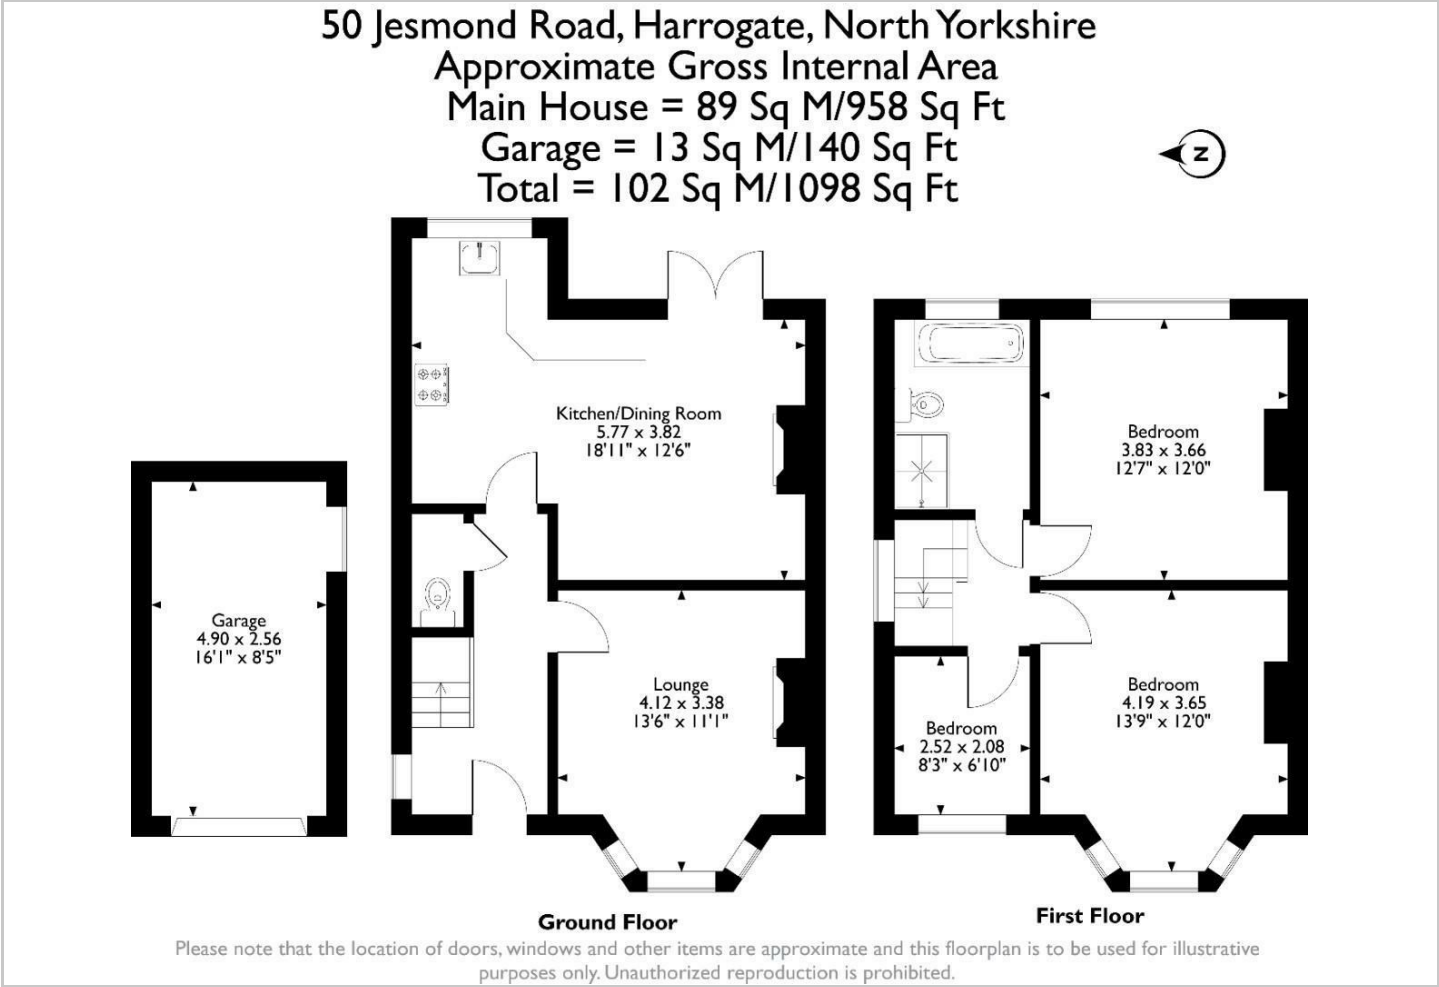 50 Jesmond Road, Harrogate, North Yorkshire
Approximate Gross Internal Area
Main House = 89 Sq M/958 Sq Ft
Garage = 13 Sq M/140 Sq Ft
Total = 102 Sq M/1098 Sq Ft
N
Kitchen/Dining Room
5.77 x 3.82
18'11" x 12'6"
Bedroom
3.83 x 3.66
12'7" x 12'0"
Garage
4.90 x 2.56
16'1" x 8'5"
Lounge
4.12 x 3.38
13'6" x 11'1"
Bedroom
2.52 x 2.08
8'3" x 6'10"
Bedroom
4.19 x 3.65
13'9" x 12'0"
Ground Floor
First Floor
Please note that the location of doors, windows and other items are approximate and this floorplan is to be used for illustrative
purposes only. Unauthorized reproduction is prohibited.